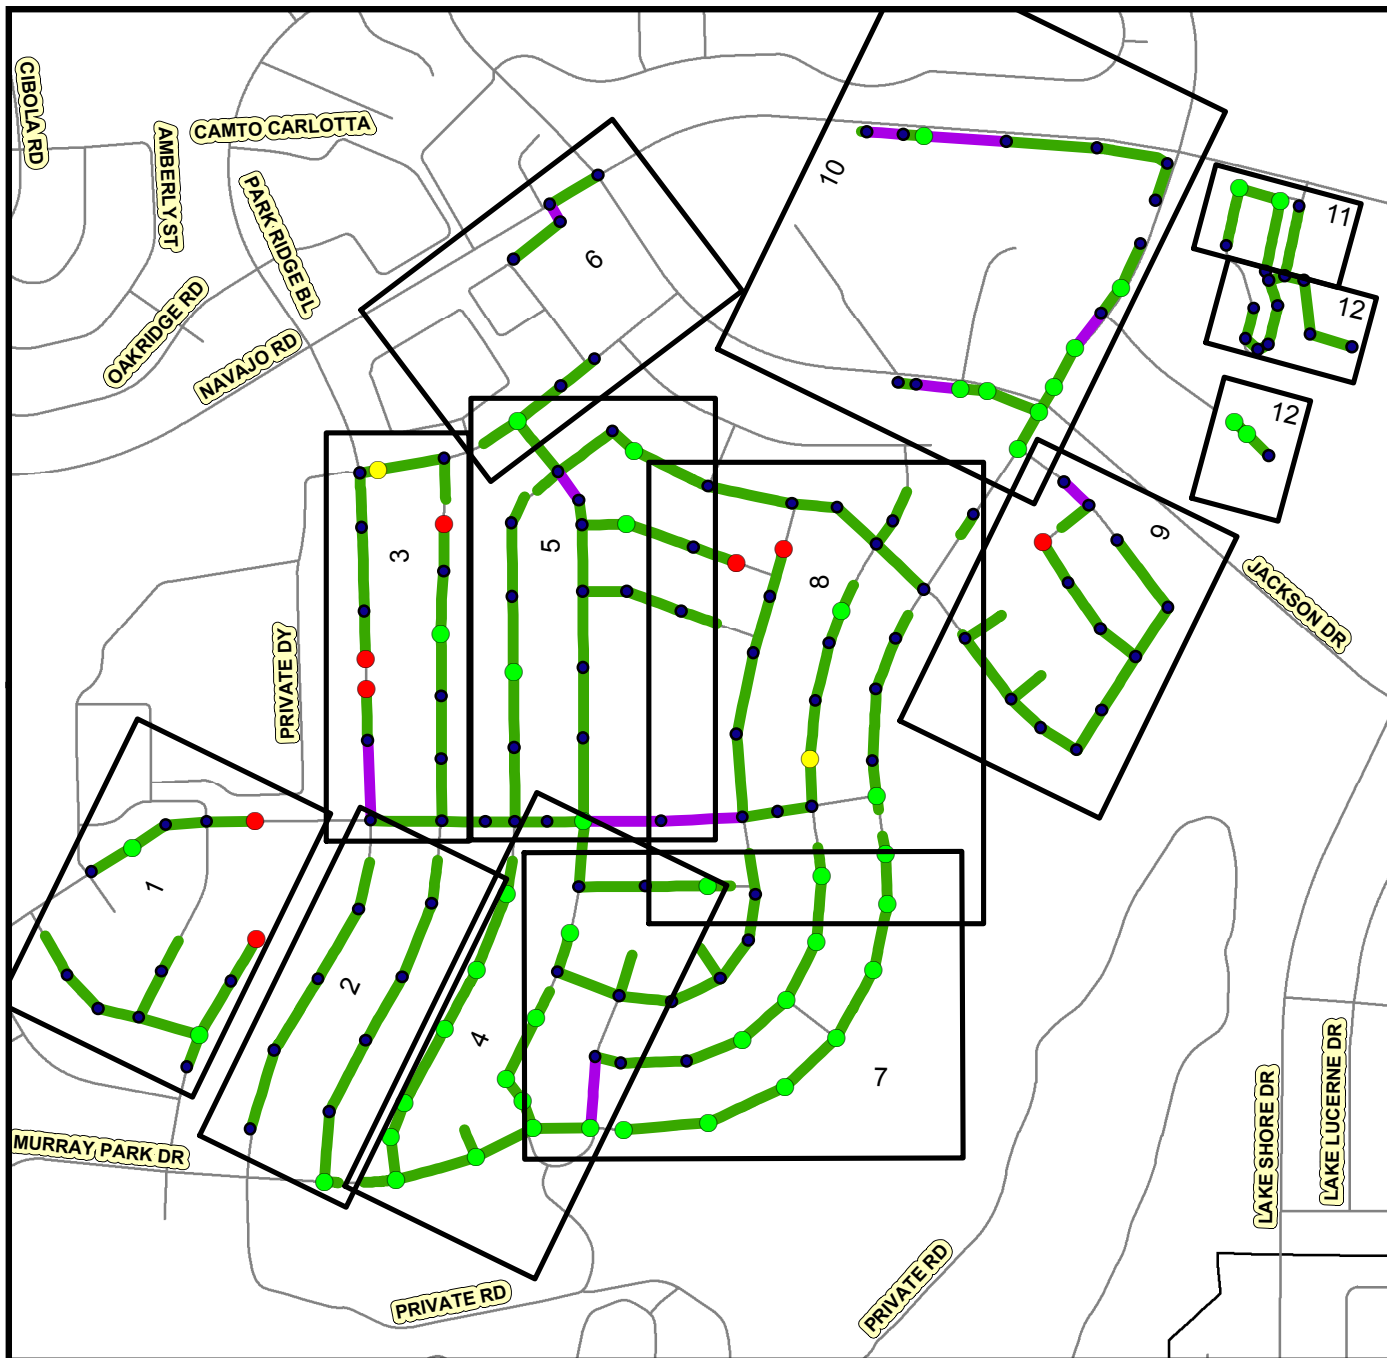 CIBOLA RD
AMBERLY ST
CAMTO CARLOTTA
PARK RIDGE BL
OAKRIDGE RD
NAVAJO RD
10
11
6
12
12
9
3
5
8
JACKSON DR
PRIVATE DY
1
2
4
7
MURRAY PARK DR
LAKE SHORE DR
LAKE LUCERNE DR
PRIVATE RD
PRIVATE RD